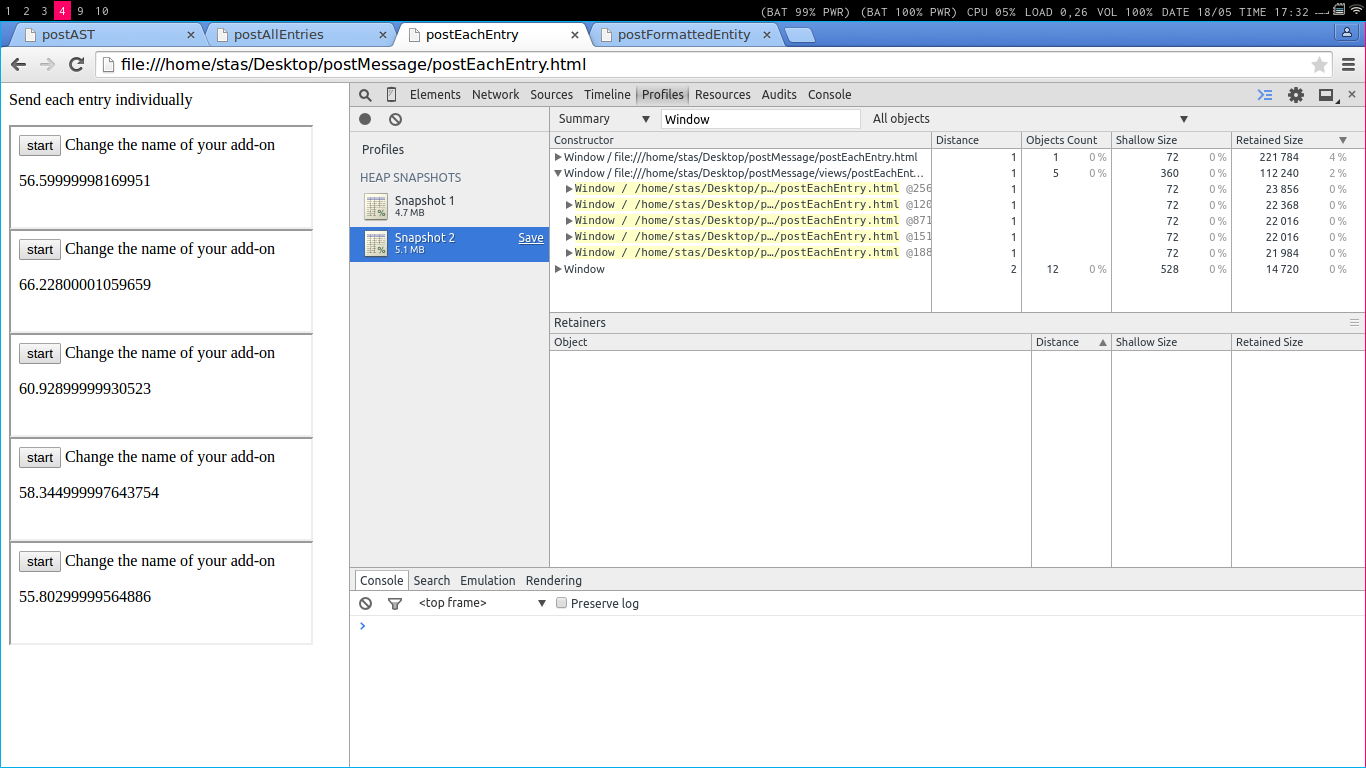 1 2 3 4 9 10 (BAT 99% PWR) (BAT 100% PWR) CPU 05% LOAD 0,26 VOL 100% DATE 18/05 TIME 17:32
postAST × postAllEntries × postEachEntry × postFormattedEntity ×
file:///home/stas/Desktop/postMessage/postEachEntry.html
Send each entry individually
start Change the name of your add-on
56.59999998169951
start Change the name of your add-on
66.22800001059659
start Change the name of your add-on
60.92899999930523
start Change the name of your add-on
58.344999997643754
start Change the name of your add-on
55.80299999564886
Elements Network Sources Timeline Profiles Resources Audits Console
Profiles
HEAP SNAPSHOTS
Snapshot 1
4.7 MB
Snapshot 2 Save
5.1 MB
Summary ▼ Window All objects ▼
Constructor Distance Objects Count Shallow Size Retained Size ▼
▶Window / file:///home/stas/Desktop/postMessage/postEachEntry.html 1 1 0 % 72 0 % 221 784 4 %
▼Window / file:///home/stas/Desktop/postMessage/views/postEachEnt… 1 5 0 % 360 0 % 112 240 2 %
▶Window / /home/stas/Desktop/p…/postEachEntry.html @256 1 72 0 % 23 856 0 %
▶Window / /home/stas/Desktop/p…/postEachEntry.html @120 1 72 0 % 22 368 0 %
▶Window / /home/stas/Desktop/p…/postEachEntry.html @871 1 72 0 % 22 016 0 %
▶Window / /home/stas/Desktop/p…/postEachEntry.html @151 1 72 0 % 22 016 0 %
▶Window / /home/stas/Desktop/p…/postEachEntry.html @188 1 72 0 % 21 984 0 %
▶Window 2 12 0 % 528 0 % 14 720 0 %
Retainers
Object Distance ▲ Shallow Size Retained Size
Console Search Emulation Rendering
<top frame> ▼ Preserve log
>